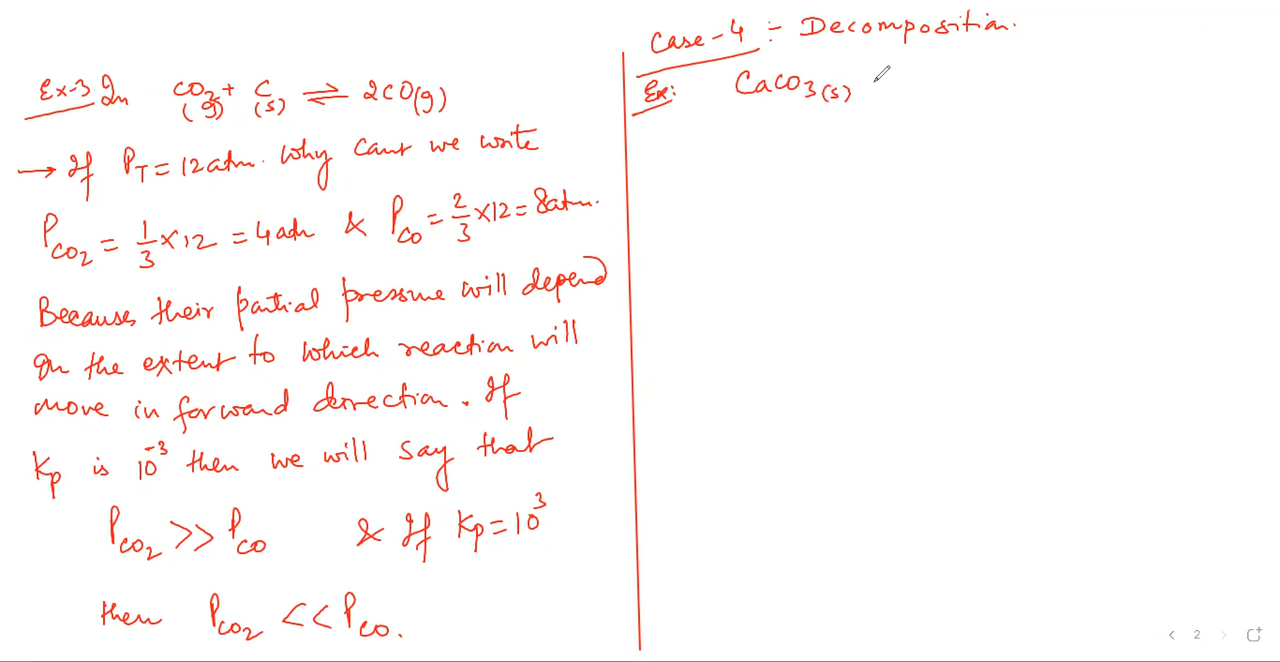 Ex-3 In CO2 + C ⇌ 2CO(g)
(g) (s)
→ If PT = 12 atm. Why cant we write
PCO2 = 1/3 × 12 = 4 atm & PCO = 2/3 × 12 = 8 atm.
Because their partial pressure will depend
on the extent to which reaction will
move in forward direction. If
Kp is 10^-3 then we will say that
PCO2 >> PCO & If Kp = 10^3
then PCO2 << PCO.
Case-4 :- Decomposition.
Ex: CaCO3(s)
2